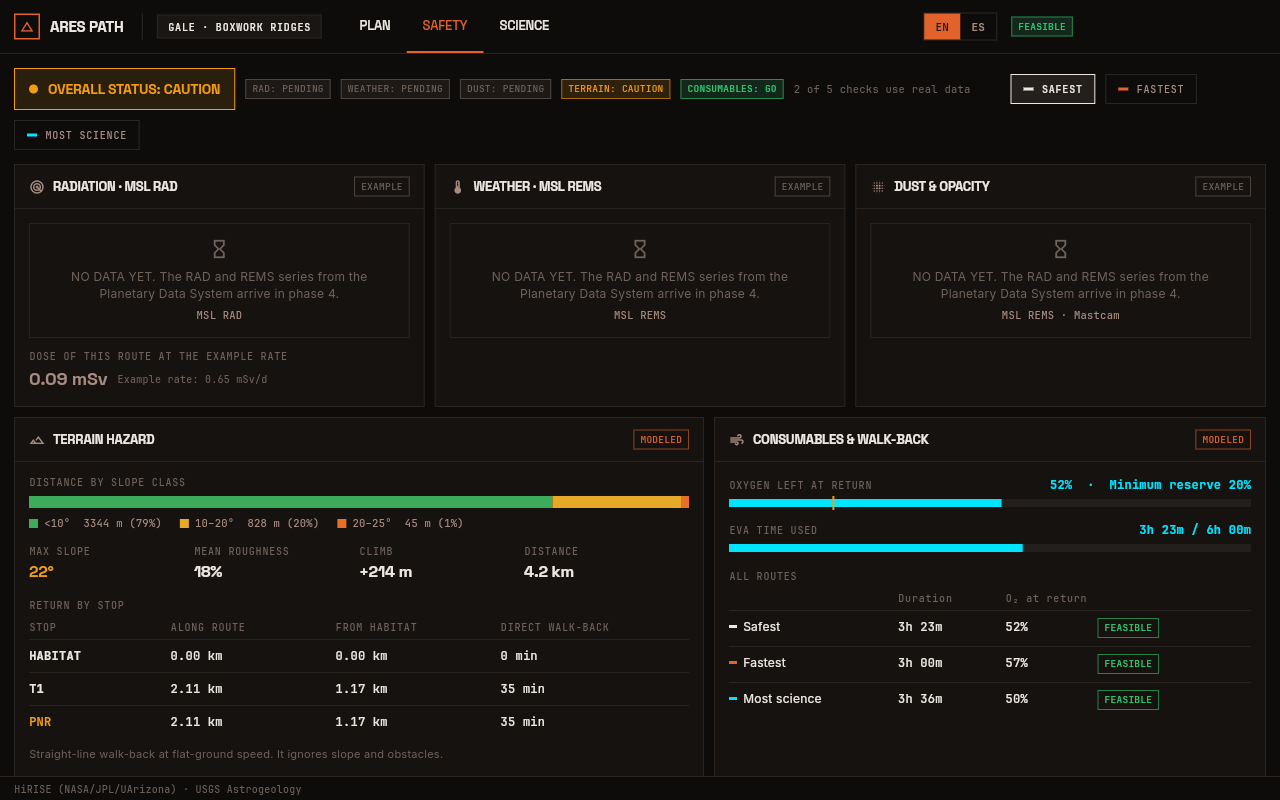 ARES PATH
GALE · BOXWORK RIDGES
PLAN
SAFETY
SCIENCE
EN
ES
FEASIBLE
OVERALL STATUS: CAUTION
RAD: PENDING
WEATHER: PENDING
DUST: PENDING
TERRAIN: CAUTION
CONSUMABLES: GO
2 of 5 checks use real data
SAFEST
FASTEST
MOST SCIENCE
RADIATION · MSL RAD
EXAMPLE
NO DATA YET. The RAD and REMS series from the
Planetary Data System arrive in phase 4.
MSL RAD
DOSE OF THIS ROUTE AT THE EXAMPLE RATE
0.09 mSv Example rate: 0.65 mSv/d
WEATHER · MSL REMS
EXAMPLE
NO DATA YET. The RAD and REMS series from the
Planetary Data System arrive in phase 4.
MSL REMS
DUST & OPACITY
EXAMPLE
NO DATA YET. The RAD and REMS series from the
Planetary Data System arrive in phase 4.
MSL REMS · Mastcam
TERRAIN HAZARD
MODELED
DISTANCE BY SLOPE CLASS
<10° 3344 m (79%) 10–20° 828 m (20%) 20–25° 45 m (1%)
MAX SLOPE MEAN ROUGHNESS CLIMB DISTANCE
22° 18% +214 m 4.2 km
RETURN BY STOP
STOP ALONG ROUTE FROM HABITAT DIRECT WALK-BACK
HABITAT 0.00 km 0.00 km 0 min
T1 2.11 km 1.17 km 35 min
PNR 2.11 km 1.17 km 35 min
Straight-line walk-back at flat-ground speed. It ignores slope and obstacles.
CONSUMABLES & WALK-BACK
MODELED
OXYGEN LEFT AT RETURN 52% · Minimum reserve 20%
EVA TIME USED 3h 23m / 6h 00m
ALL ROUTES
Duration O₂ at return
Safest 3h 23m 52% FEASIBLE
Fastest 3h 00m 57% FEASIBLE
Most science 3h 36m 50% FEASIBLE
HiRISE (NASA/JPL/UArizona) · USGS Astrogeology